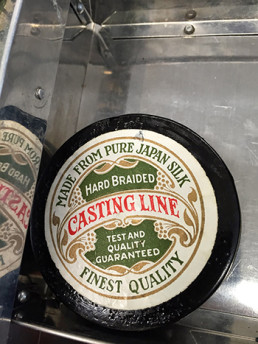 MADE FROM PURE JAPAN SILK
HARD BRAIDED
CASTING LINE
TEST AND
QUALITY
GUARANTEED
FINEST QUALITY